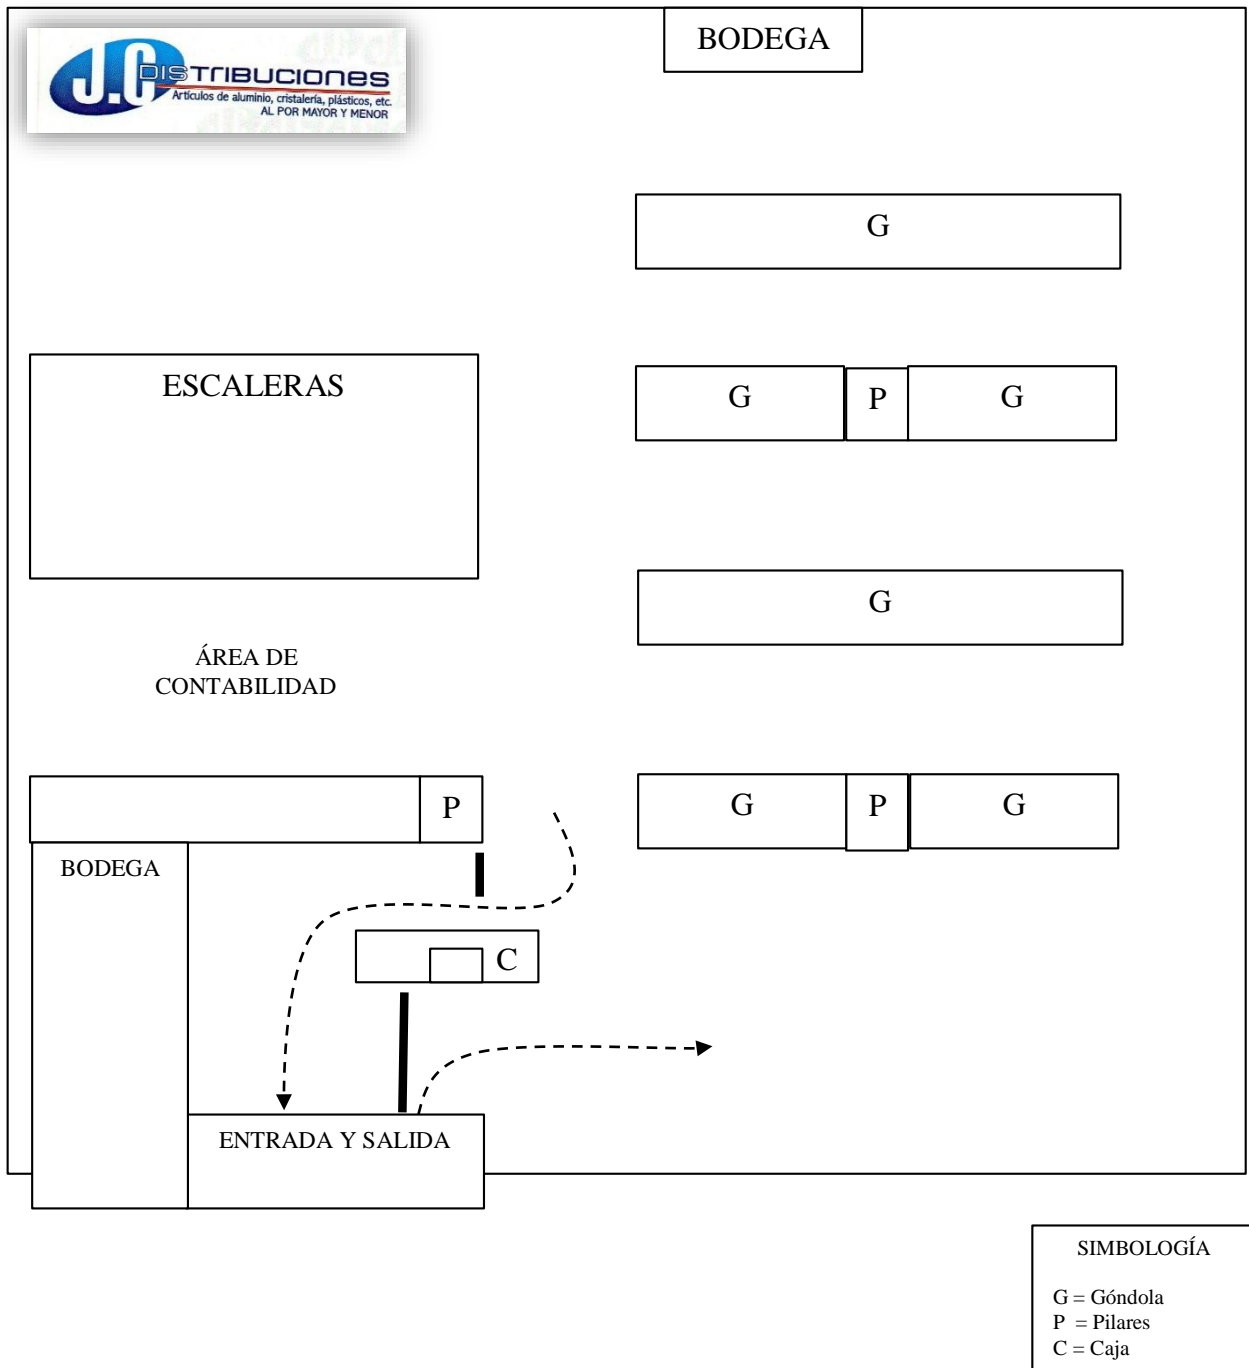 J.C DISTRIBUCIONES
Artículos de aluminio, cristalería, plásticos, etc.
AL POR MAYOR Y MENOR
BODEGA
G
ESCALERAS
G P G
G
ÁREA DE
CONTABILIDAD
P
G P G
BODEGA
C
ENTRADA Y SALIDA
SIMBOLOGÍA
G = Góndola
P = Pilares
C = Caja